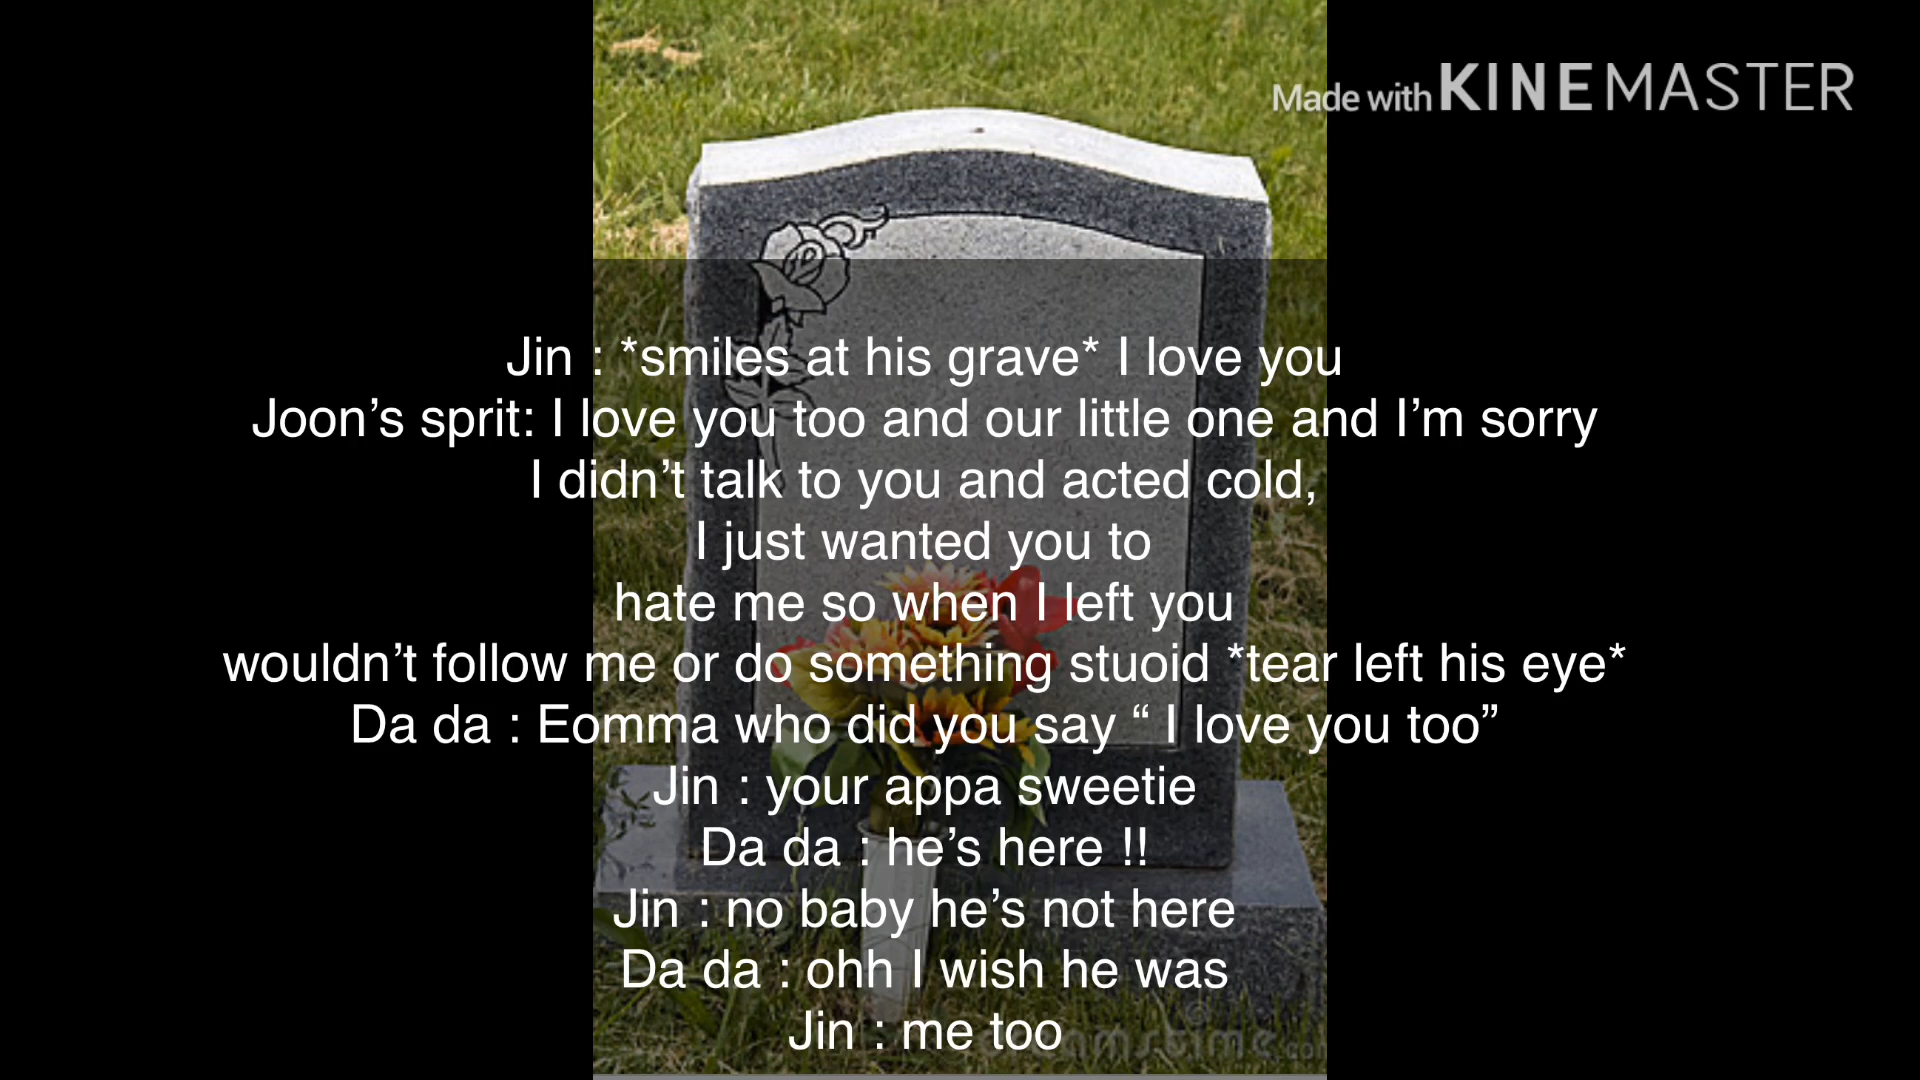 Made with KINEMASTER
Jin : *smiles at his grave* I love you
Joon’s sprit: I love you too and our little one and I’m sorry
I didn’t talk to you and acted cold,
I just wanted you to
hate me so when I left you
wouldn’t follow me or do something stuoid *tear left his eye*
Da da : Eomma who did you say “ I love you too”
Jin : your appa sweetie
Da da : he’s here !!
Jin : no baby he’s not here
Da da : ohh I wish he was
Jin : me too